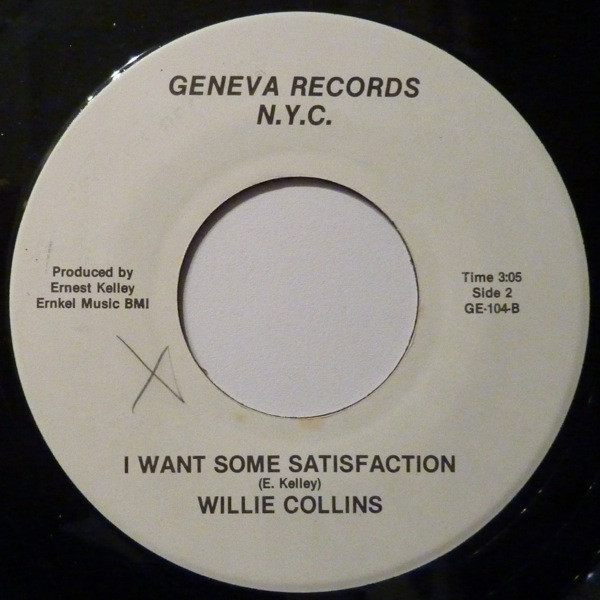 GENEVA RECORDS
N.Y.C.
Produced by
Ernest Kelley
Ernkel Music BMI
Time 3:05
Side 2
GE-104-B
I WANT SOME SATISFACTION
(E. Kelley)
WILLIE COLLINS